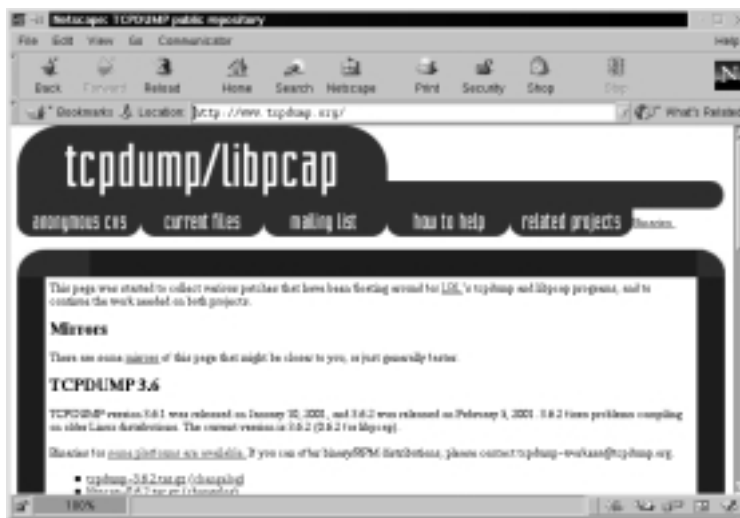 Netscape: TCPDUMP public repository
File Edit View Go Communicator Help
Back Forward Reload Home Search Netscape Print Security Shop Stop
Bookmarks Location: http://www.tcpdump.org/ What's Related
tcpdump/libpcap
anonymous cvs current files mailing list how to help related projects Binaries.
This page was started to collect various patches that have been floating around for LBL's tcpdump and libpcap programs, and to
continue the work needed on both projects.
Mirrors
There are some mirrors of this page that might be closer to you, or just generally faster.
TCPDUMP 3.6
TCPDUMP version 3.6.1 was released on January 10, 2001, and 3.6.2 was released on February 5, 2001. 3.6.2 fixes problems compiling
on older Linux distributions. The current version is 3.6.2 (0.6.2 for libpcap).
Binaries for some platforms are available. If you can offer binary/RPM distributions, please contact tcpdump-workers@tcpdump.org.
tcpdump-3.6.2.tar.gz (changelog)
100%